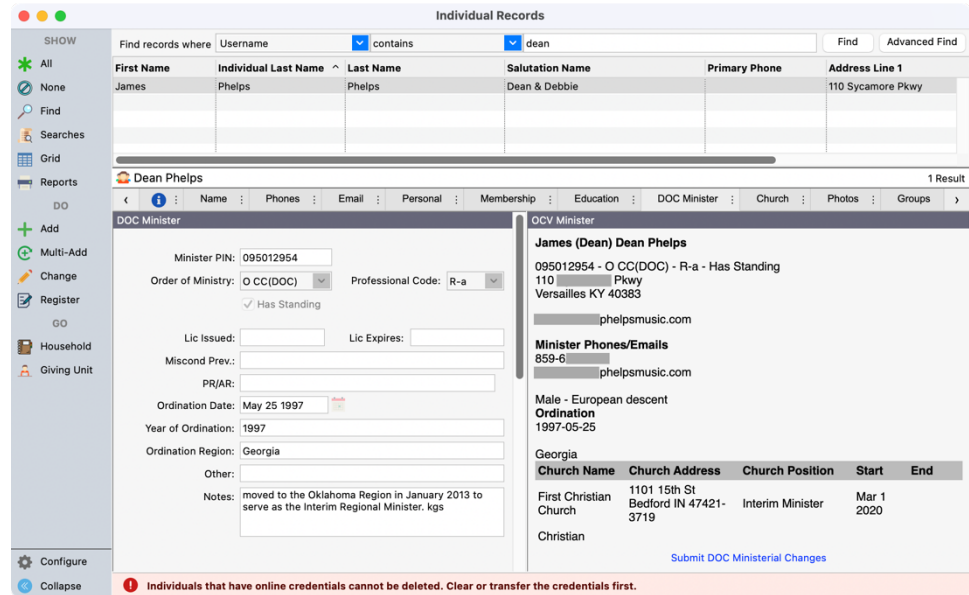 Individual Records
SHOW
All
None
Find
Searches
Grid
Reports
DO
Add
Multi-Add
Change
Register
GO
Household
Giving Unit
Configure
Collapse
Find records where Username contains dean Find Advanced Find
First Name Individual Last Name ^ Last Name Salutation Name Primary Phone Address Line 1
James Phelps Phelps Dean & Debbie 110 Sycamore Pkwy
Dean Phelps 1 Result
‹ i ⋮ Name ⋮ Phones ⋮ Email ⋮ Personal ⋮ Membership ⋮ Education ⋮ DOC Minister ⋮ Church ⋮ Photos ⋮ Groups ›
DOC Minister
Minister PIN: 095012954
Order of Ministry: O CC(DOC) Professional Code: R-a
Has Standing
Lic Issued: Lic Expires:
Miscond Prev.:
PR/AR:
Ordination Date: May 25 1997
Year of Ordination: 1997
Ordination Region: Georgia
Other:
Notes: moved to the Oklahoma Region in January 2013 to
serve as the Interim Regional Minister. kgs
OCV Minister
James (Dean) Dean Phelps
095012954 - O CC(DOC) - R-a - Has Standing
110 Pkwy
Versailles KY 40383
phelpsmusic.com
Minister Phones/Emails
859-6
phelpsmusic.com
Male - European descent
Ordination
1997-05-25
Georgia
Church Name Church Address Church Position Start End
First Christian
Church
1101 15th St
Bedford IN 47421-
3719
Interim Minister
Mar 1
2020
Christian
Submit DOC Ministerial Changes
Individuals that have online credentials cannot be deleted. Clear or transfer the credentials first.